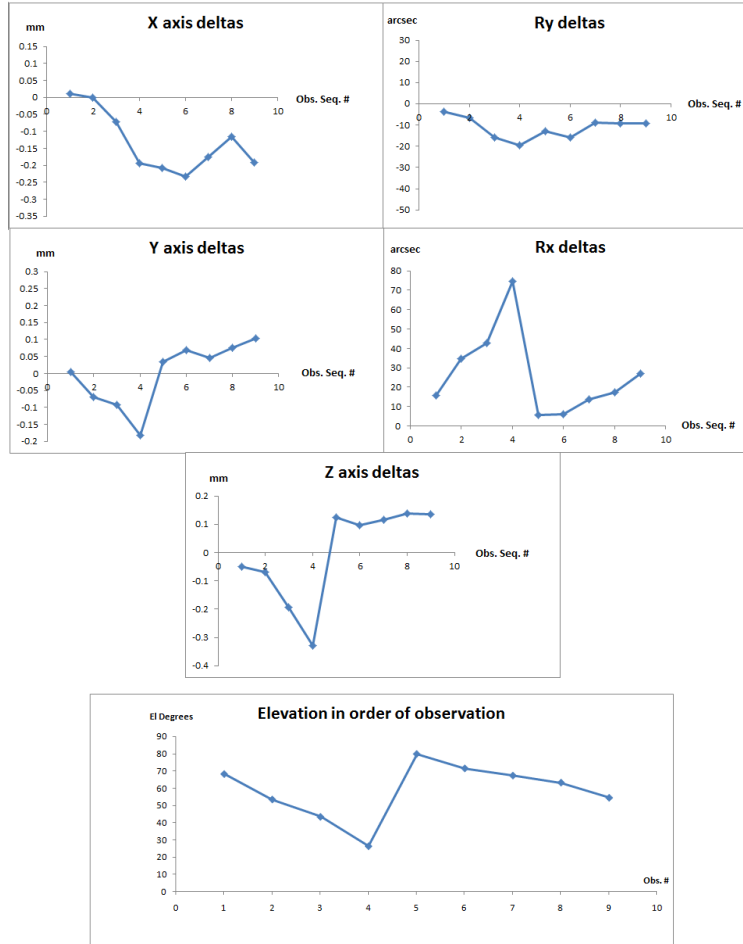 X axis deltas
mm
0.15
0.1
0.05
0
-0.05
-0.1
-0.15
-0.2
-0.25
-0.3
-0.35
0 2 4 6 8 10
Obs. Seq. #
Ry deltas
arcsec
30
20
10
0
-10
-20
-30
-40
-50
0 2 4 6 8 10
Obs. Seq. #
Y axis deltas
mm
0.3
0.25
0.2
0.15
0.1
0.05
0
-0.05
-0.1
-0.15
-0.2
0 2 4 6 8 10
Obs. Seq. #
Rx deltas
arcsec
80
70
60
50
40
30
20
10
0
0 2 4 6 8 10
Obs. Seq. #
Z axis deltas
mm
0.2
0.1
0
-0.1
-0.2
-0.3
-0.4
0 2 4 6 8 10
Obs. Seq. #
Elevation in order of observation
El Degrees
90
80
70
60
50
40
30
20
10
0
0 1 2 3 4 5 6 7 8 9 10
Obs. #